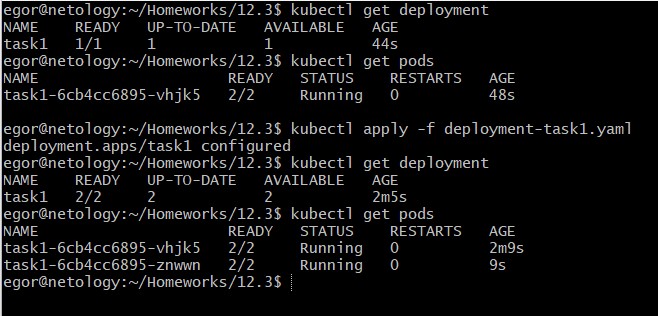 egor@netology:~/Homeworks/12.3$ kubectl get deployment
NAME READY UP-TO-DATE AVAILABLE AGE
task1 1/1 1 1 44s
egor@netology:~/Homeworks/12.3$ kubectl get pods
NAME READY STATUS RESTARTS AGE
task1-6cb4cc6895-vhjk5 2/2 Running 0 48s
egor@netology:~/Homeworks/12.3$ kubectl apply -f deployment-task1.yaml
deployment.apps/task1 configured
egor@netology:~/Homeworks/12.3$ kubectl get deployment
NAME READY UP-TO-DATE AVAILABLE AGE
task1 2/2 2 2 2m5s
egor@netology:~/Homeworks/12.3$ kubectl get pods
NAME READY STATUS RESTARTS AGE
task1-6cb4cc6895-vhjk5 2/2 Running 0 2m9s
task1-6cb4cc6895-znwwn 2/2 Running 0 9s
egor@netology:~/Homeworks/12.3$